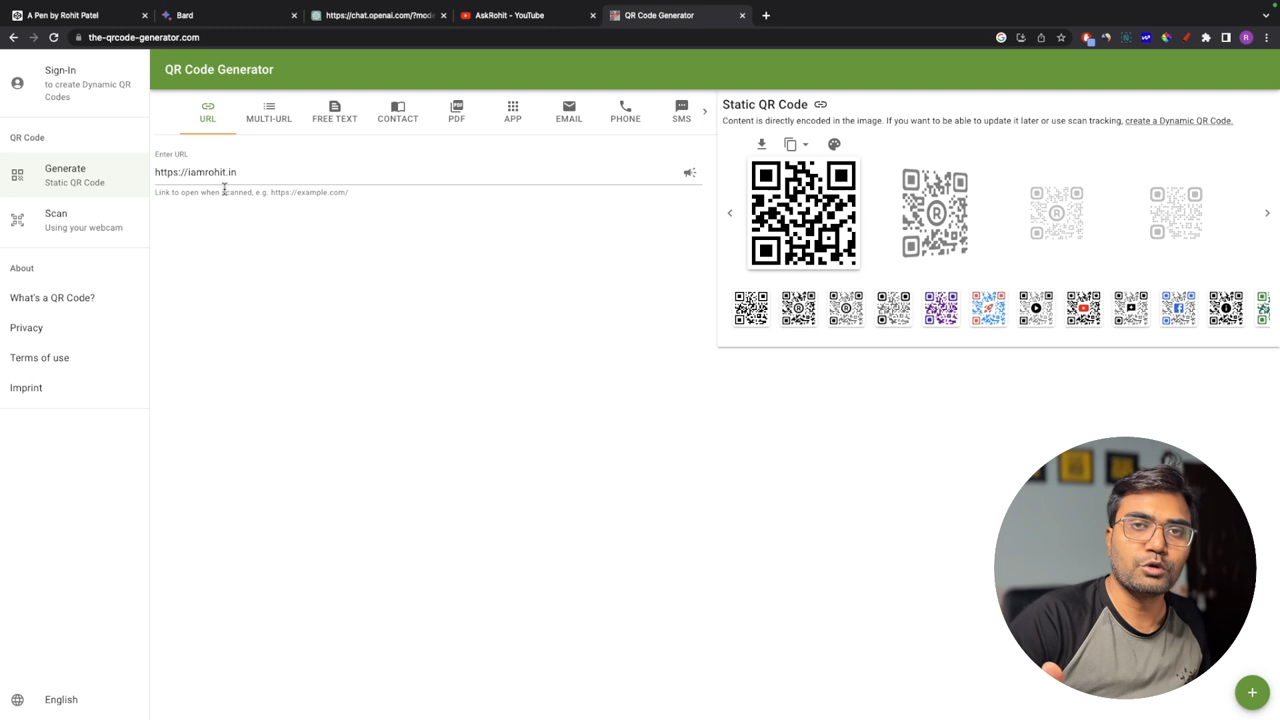 A Pen by Rohit Patel
Bard
https://chat.openai.com/?mode
AskRohit - YouTube
QR Code Generator
the-qrcode-generator.com
R
Sign-In
to create Dynamic QR
Codes
QR Code
Generate
Static QR Code
Scan
Using your webcam
About
What's a QR Code?
Privacy
Terms of use
Imprint
English
QR Code Generator
URL
MULTI-URL
FREE TEXT
CONTACT
PDF
PDF
APP
EMAIL
PHONE
SMS
Enter URL
https://iamrohit.in
Link to open when scanned, e.g. https://example.com/
Static QR Code
Content is directly encoded in the image. If you want to be able to update it later or use scan tracking, create a Dynamic QR Code.
R
R